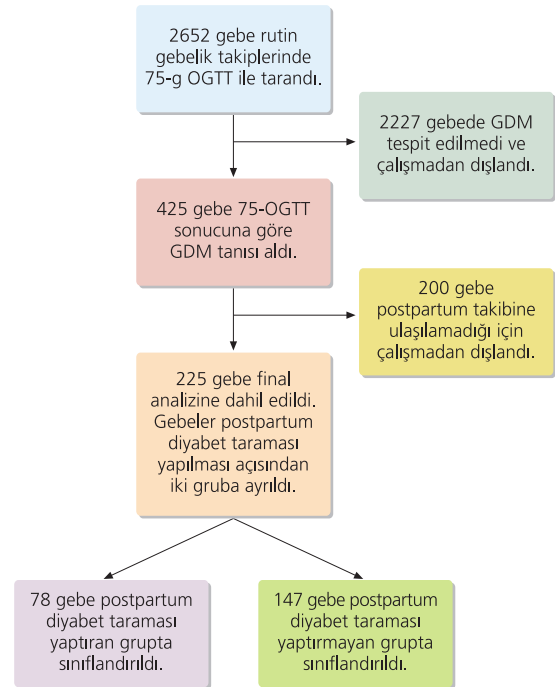 2652 gebe rutin
gebelik takiplerinde
75-g OGTT ile tarandı.
2227 gebede GDM
tespit edilmedi ve
çalışmadan dışlandı.
425 gebe 75-OGTT
sonucuna göre
GDM tanısı aldı.
200 gebe
postpartum takibine
ulaşılamadığı için
çalışmadan dışlandı.
225 gebe final
analizine dahil edildi.
Gebeler postpartum
diyabet taraması
yapılması açısından
iki gruba ayrıldı.
78 gebe postpartum
diyabet taraması
yaptıran grupta
sınıflandırıldı.
147 gebe postpartum
diyabet taraması
yaptırmayan grupta
sınıflandırıldı.